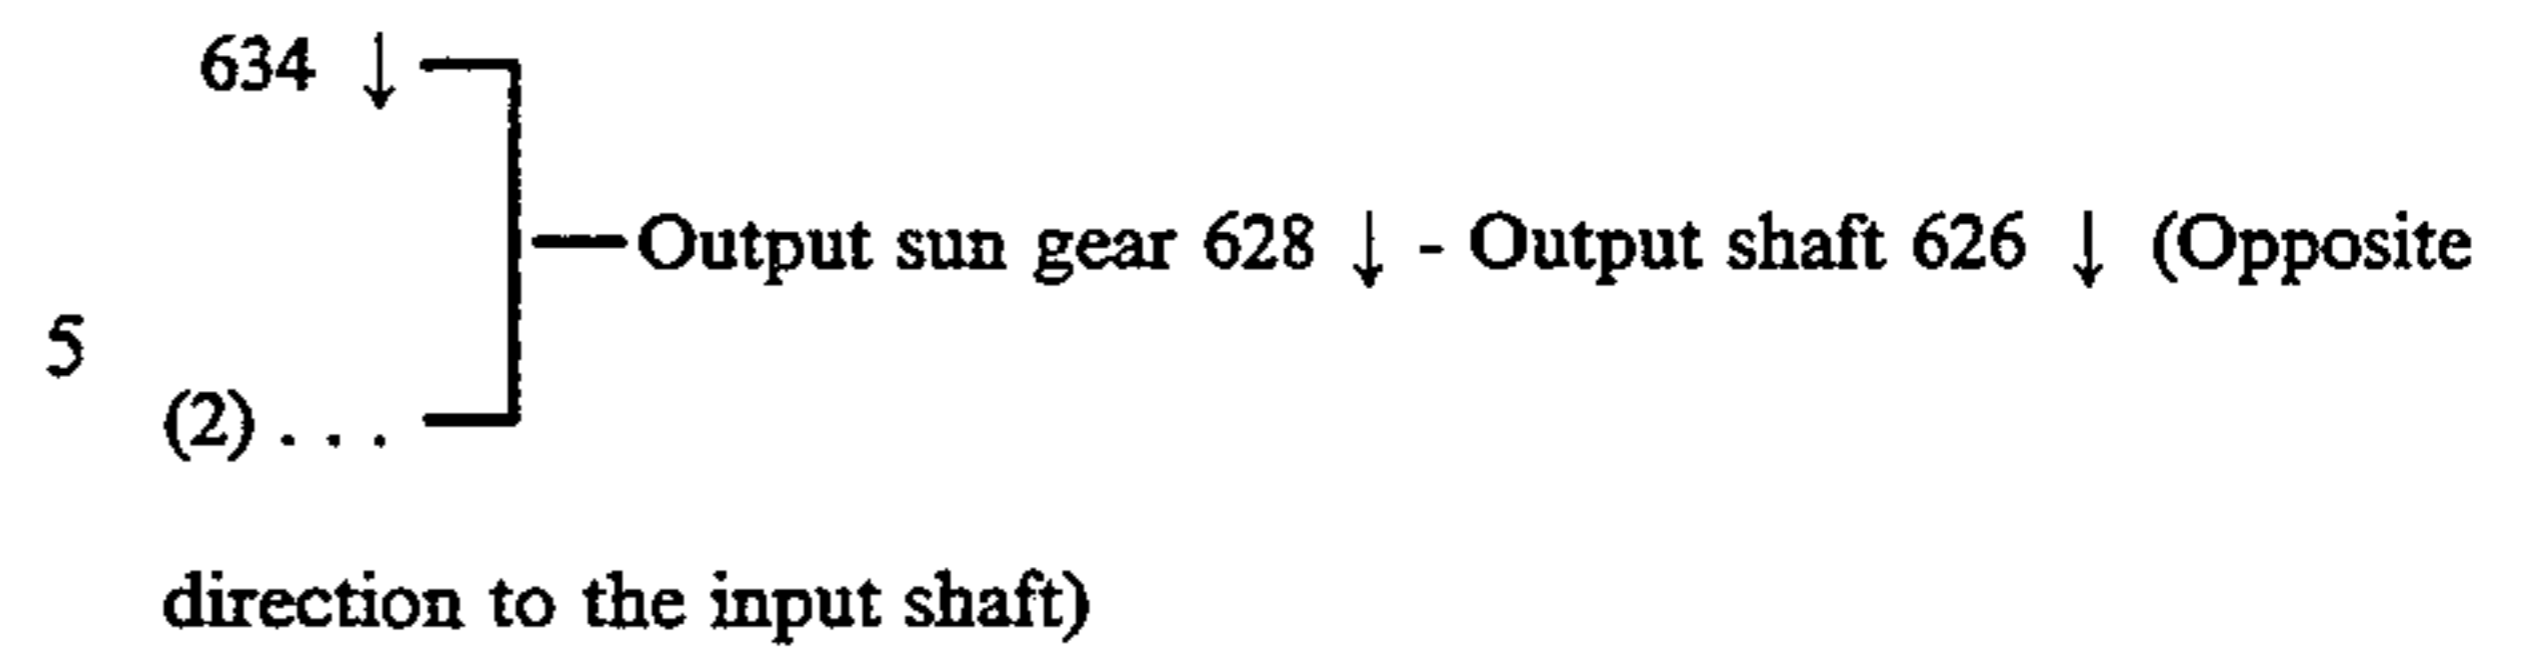 634 ↓
Output sun gear 628 ↓ - Output shaft 626 ↓ (Opposite
5
(2) . . .
direction to the input shaft)